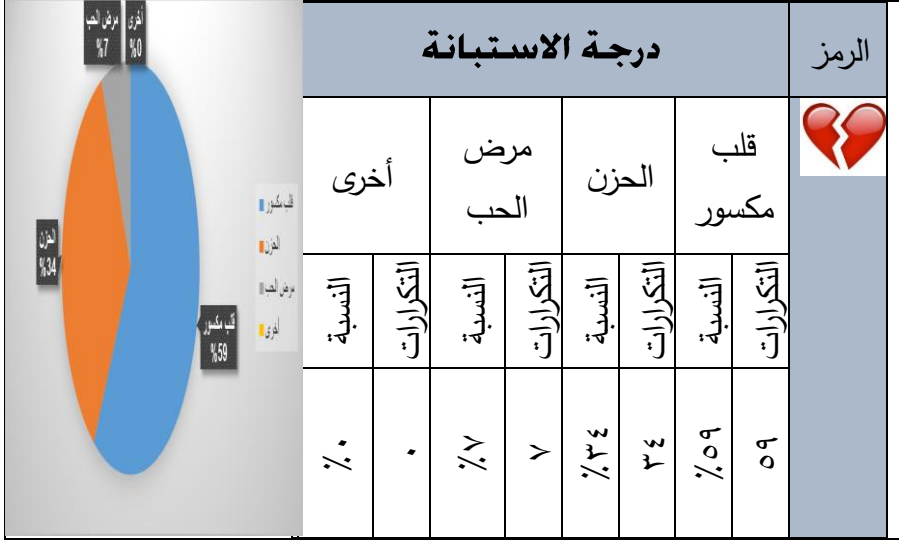 الرمز
درجة الاستبانة
قلب
مكسور
الحزن
مرض
الحب
أخرى
التكرارات
النسبة
التكرارات
النسبة
التكرارات
النسبة
التكرارات
النسبة
٥٩
٥٩٪
٣٤
٣٤٪
٧
٧٪
٠
٠٪
أخرى
%0
مرض الحب
%7
الحزن
%34
قلب مكسور
%59
قلب مكسور
الحزن
مرض الحب
أخرى